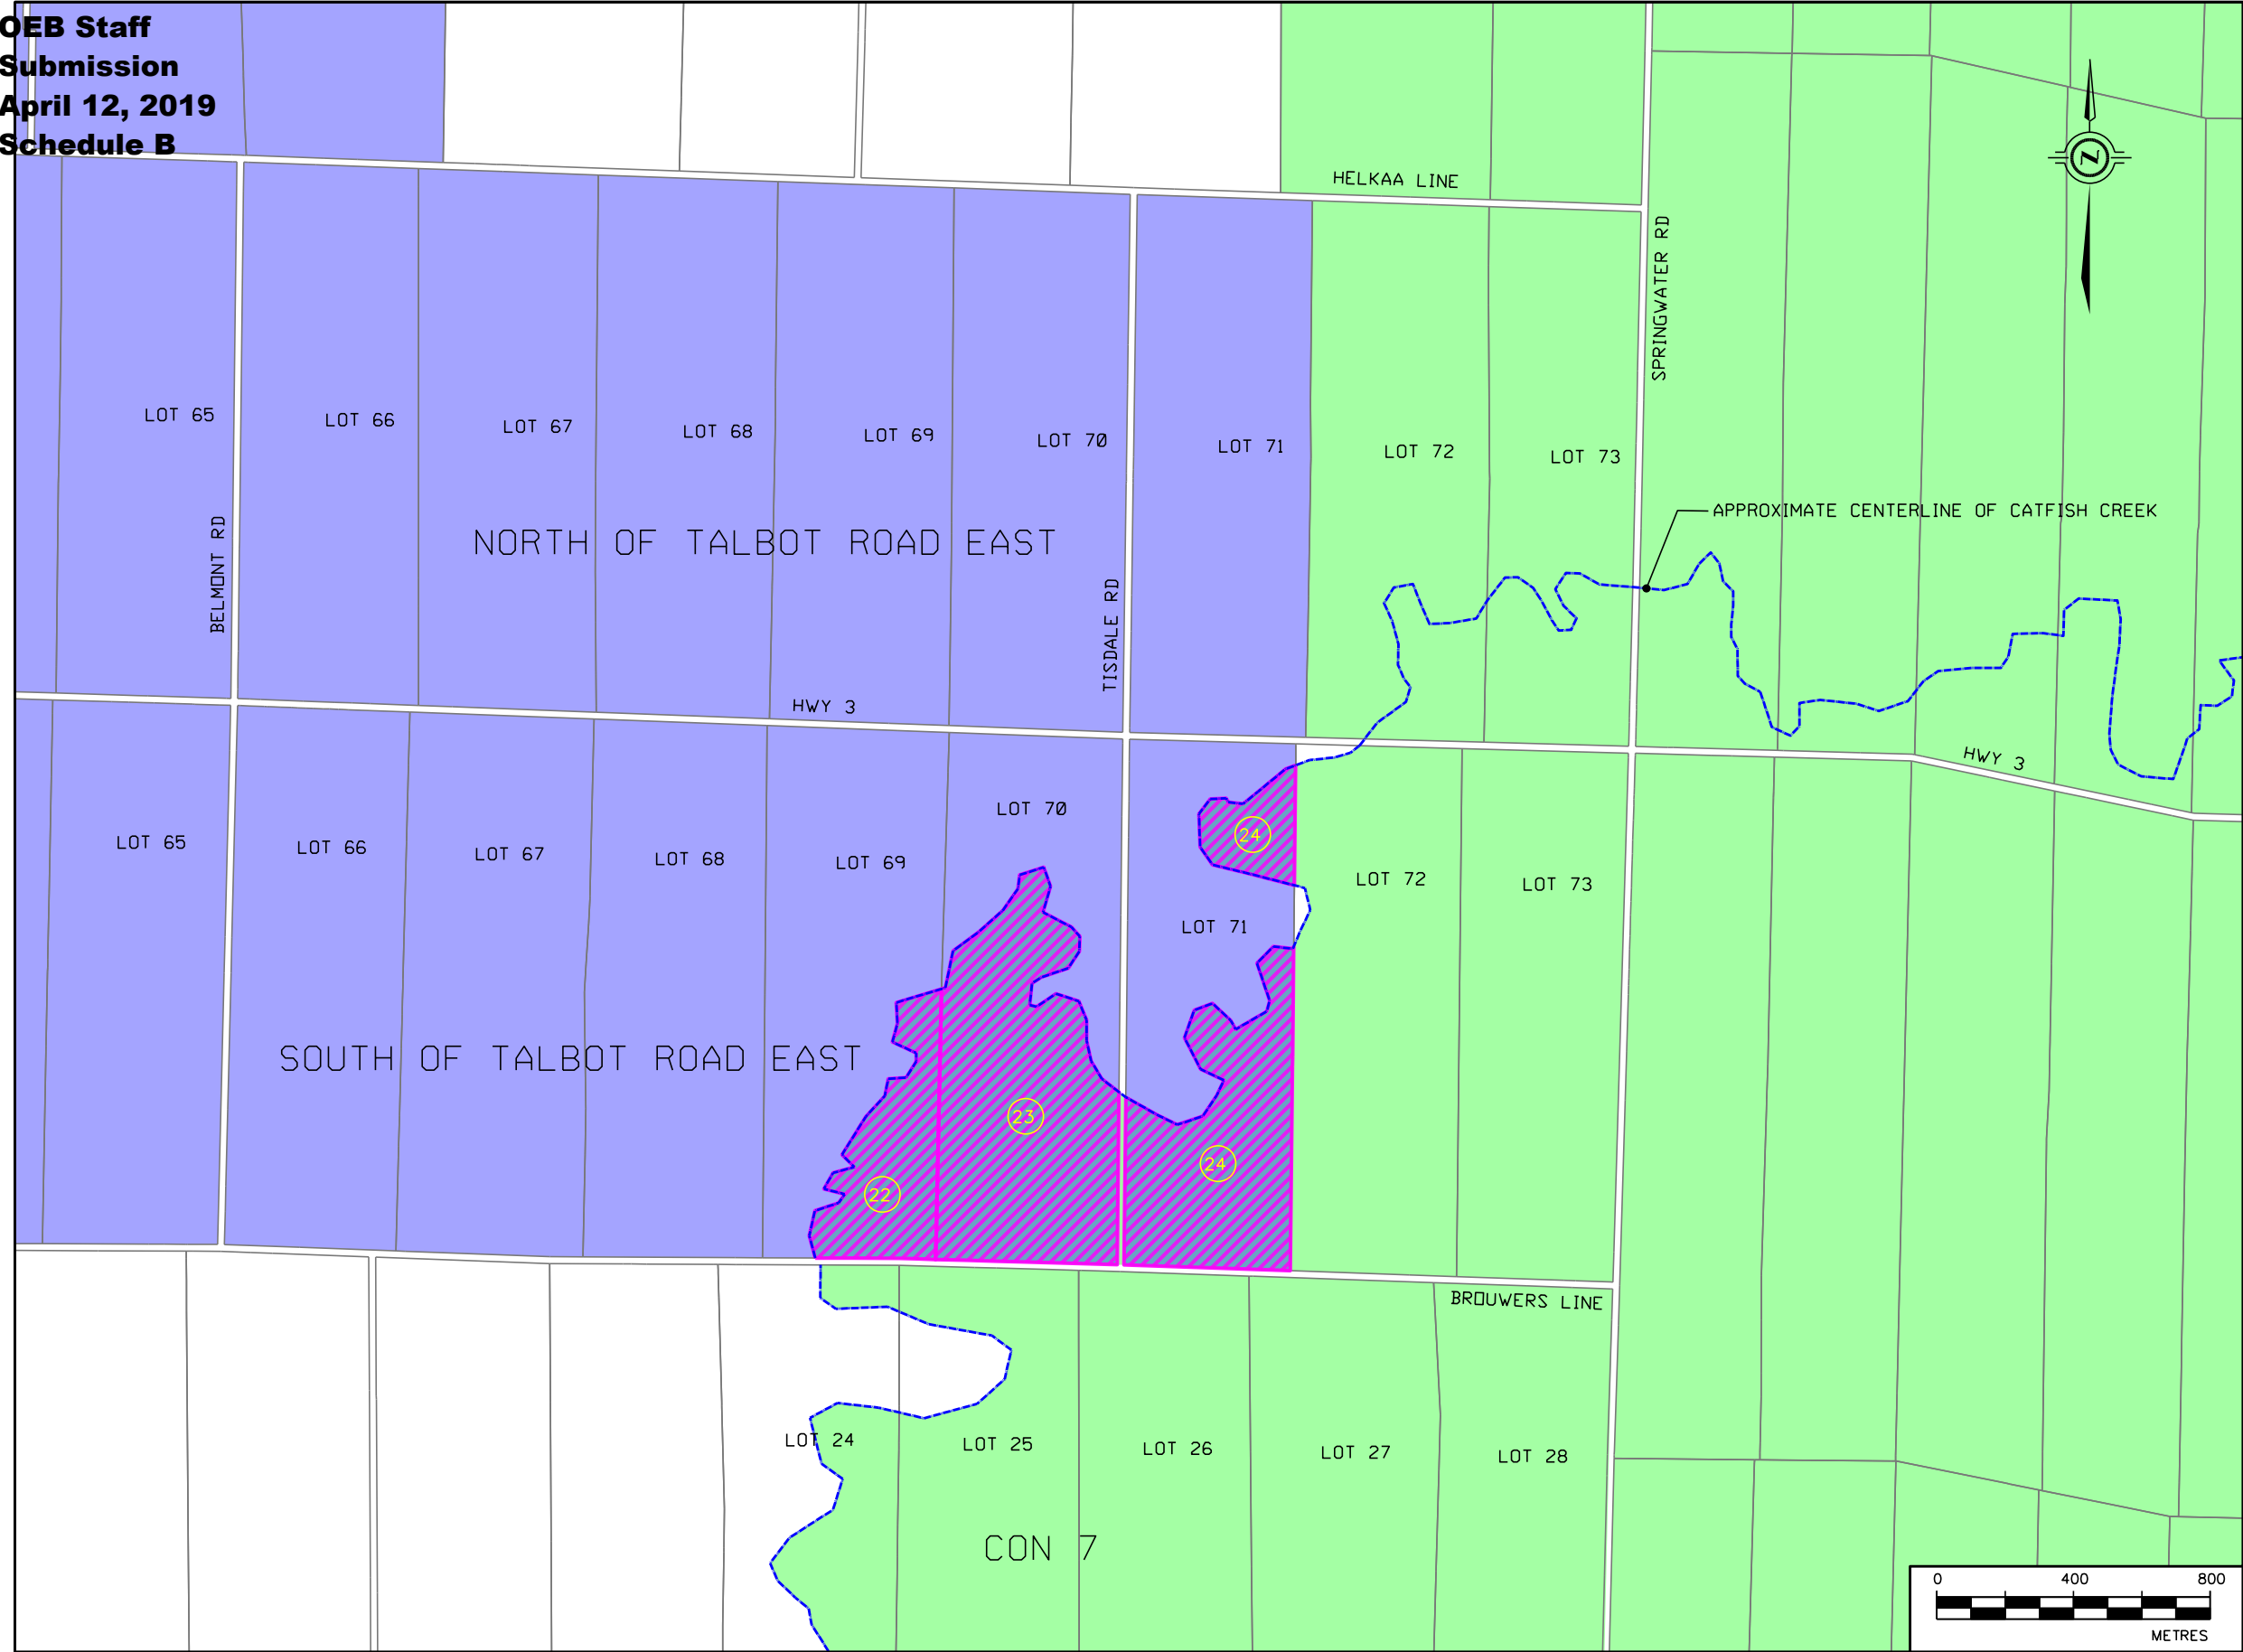 OEB Staff
Submission
April 12, 2019
Schedule B
HELKAA LINE
SPRINGWATER RD
N
LOT 65
LOT 66
LOT 67
LOT 68
LOT 69
LOT 70
LOT 71
LOT 72
LOT 73
APPROXIMATE CENTERLINE OF CATFISH CREEK
BELMONT RD
NORTH OF TALBOT ROAD EAST
TISDALE RD
HWY 3
HWY 3
LOT 65
LOT 66
LOT 67
LOT 68
LOT 69
LOT 70
24
LOT 71
LOT 72
LOT 73
SOUTH OF TALBOT ROAD EAST
23
24
22
BROUWERS LINE
LOT 24
LOT 25
LOT 26
LOT 27
LOT 28
CON 7
0 400 800
METRES